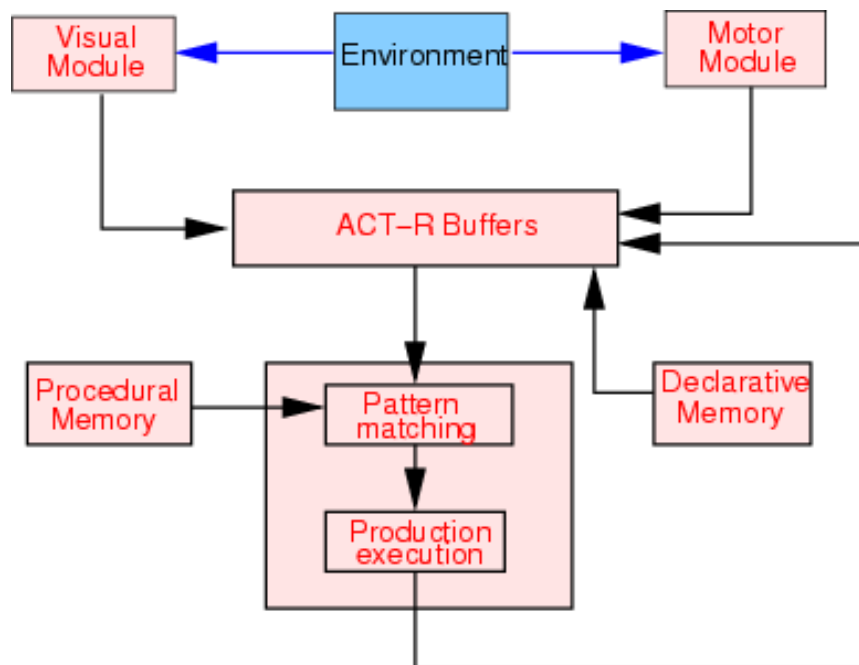 Visual
Module
Environment
Motor
Module
ACT-R Buffers
Procedural
Memory
Pattern
matching
Declarative
Memory
Production
execution